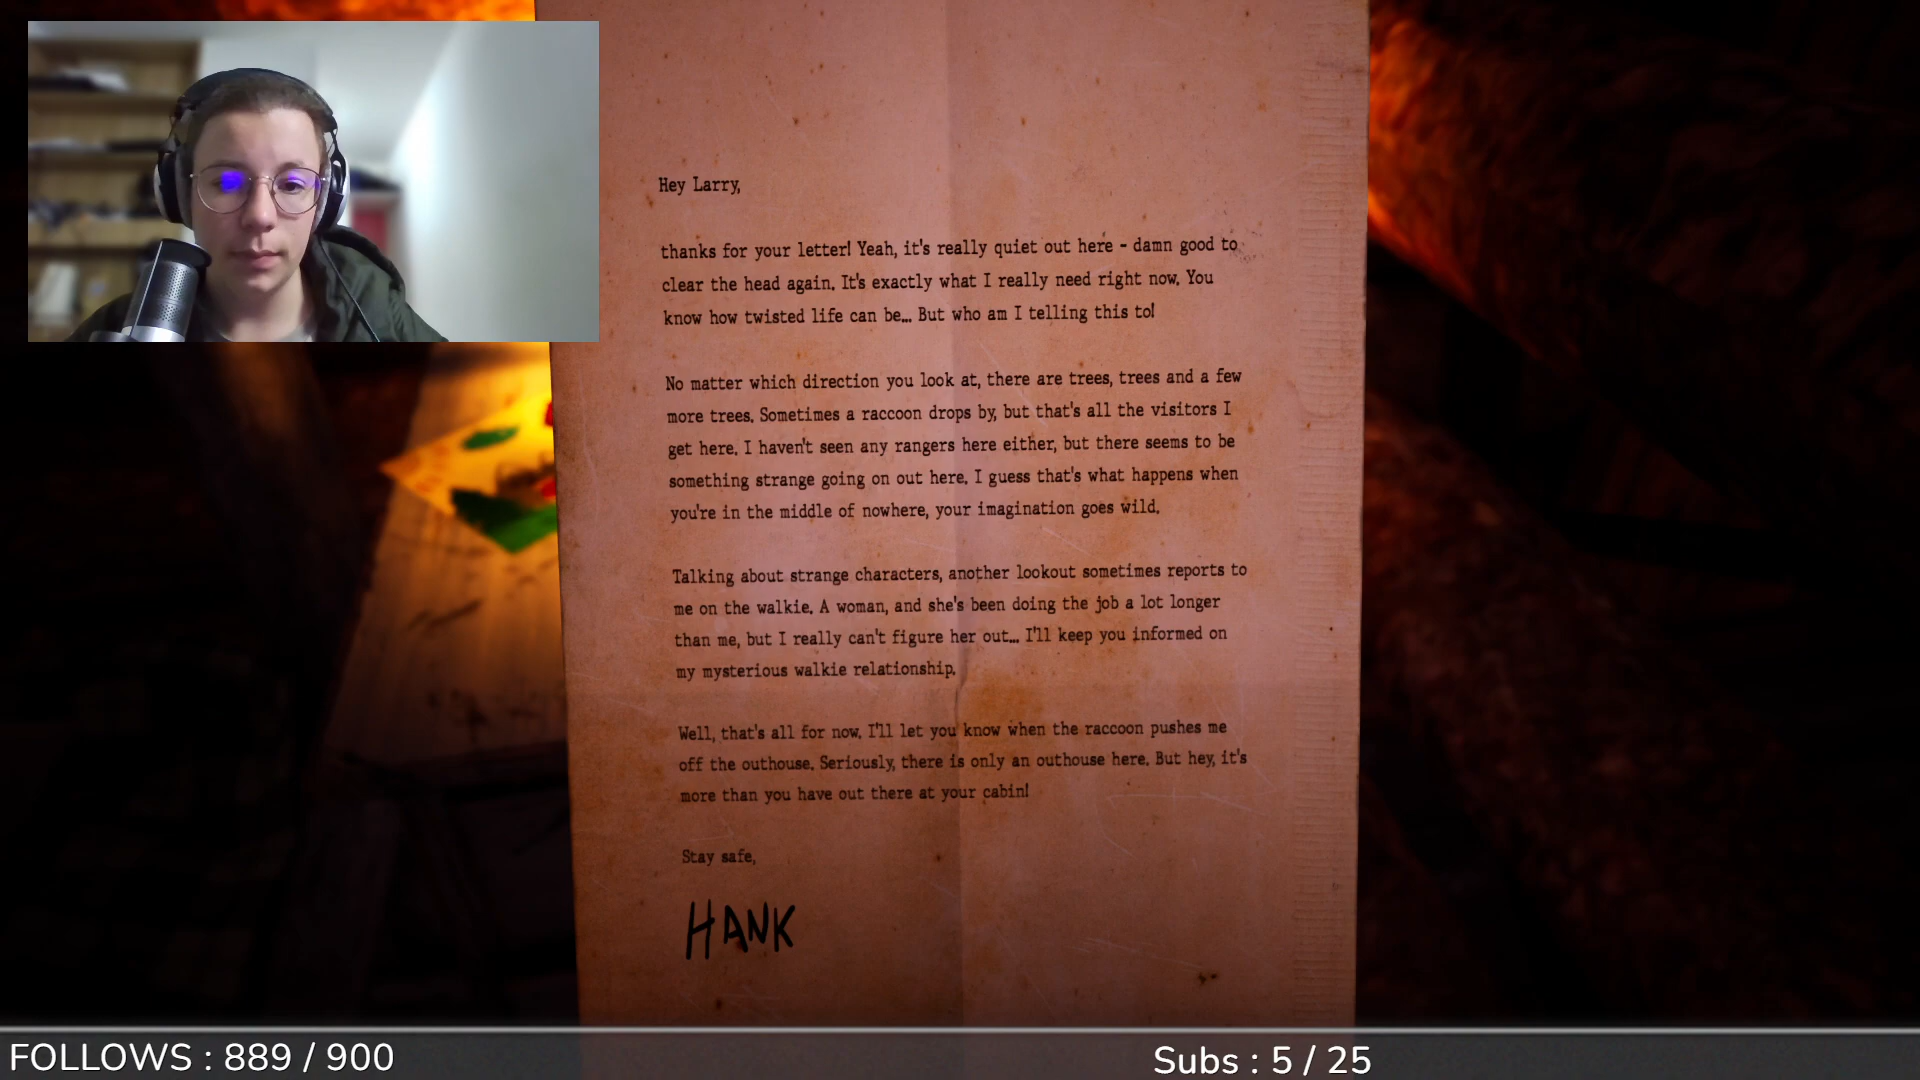 Hey Larry,
thanks for your letter! Yeah, it's really quiet out here - damn good to
clear the head again. It's exactly what I really need right now. You
know how twisted life can be... But who am I telling this to!
No matter which direction you look at, there are trees, trees and a few
more trees. Sometimes a raccoon drops by, but that's all the visitors I
get here. I haven't seen any rangers here either, but there seems to be
something strange going on out here. I guess that's what happens when
you're in the middle of nowhere, your imagination goes wild.
Talking about strange characters, another lookout sometimes reports to
me on the walkie. A woman, and she's been doing the job a lot longer
than me, but I really can't figure her out... I'll keep you informed on
my mysterious walkie relationship.
Well, that's all for now. I'll let you know when the raccoon pushes me
off the outhouse. Seriously, there is only an outhouse here. But hey, it's
more than you have out there at your cabin!
Stay safe,
HANK
FOLLOWS : 889 / 900
Subs : 5 / 25